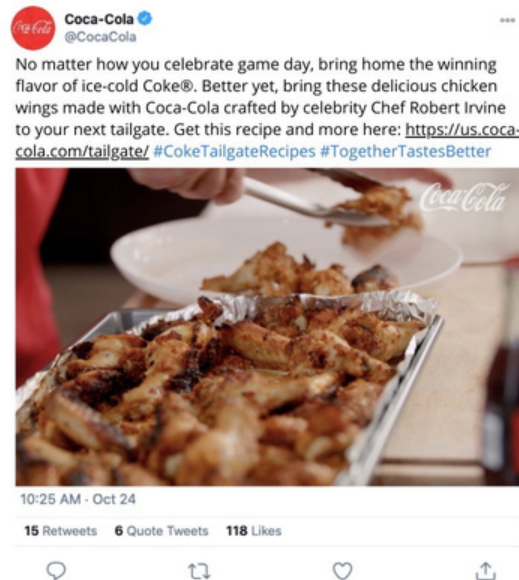 Coca-Cola
Coca-Cola
@CocaCola
No matter how you celebrate game day, bring home the winning
flavor of ice-cold Coke®. Better yet, bring these delicious chicken
wings made with Coca-Cola crafted by celebrity Chef Robert Irvine
to your next tailgate. Get this recipe and more here: https://us.coca-
cola.com/tailgate/ #CokeTailgateRecipes #TogetherTastesBetter
Coca-Cola
10:25 AM · Oct 24
15 Retweets 6 Quote Tweets 118 Likes